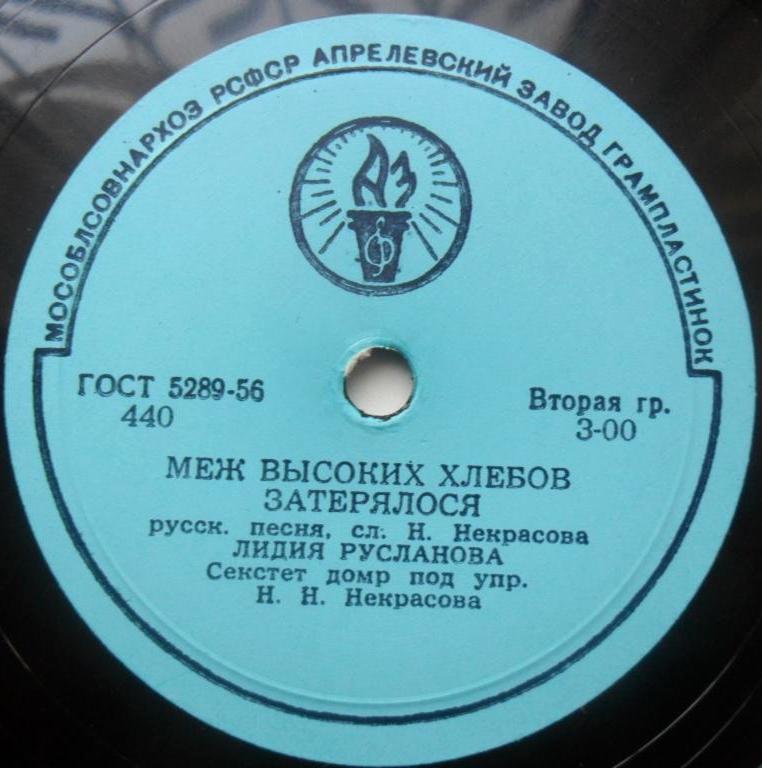 МОСОБЛСОВНАРХОЗ РСФСР АПРЕЛЕВСКИЙ ЗАВОД ГРАМПЛАСТИНОК
АЗ
ГОСТ 5289-56
440
Вторая гр.
3-00
МЕЖ ВЫСОКИХ ХЛЕБОВ
ЗАТЕРЯЛОСЯ
русск. песня, сл. Н. Некрасова
ЛИДИЯ РУСЛАНОВА
Секстет домр под упр.
Н. Н. Некрасова